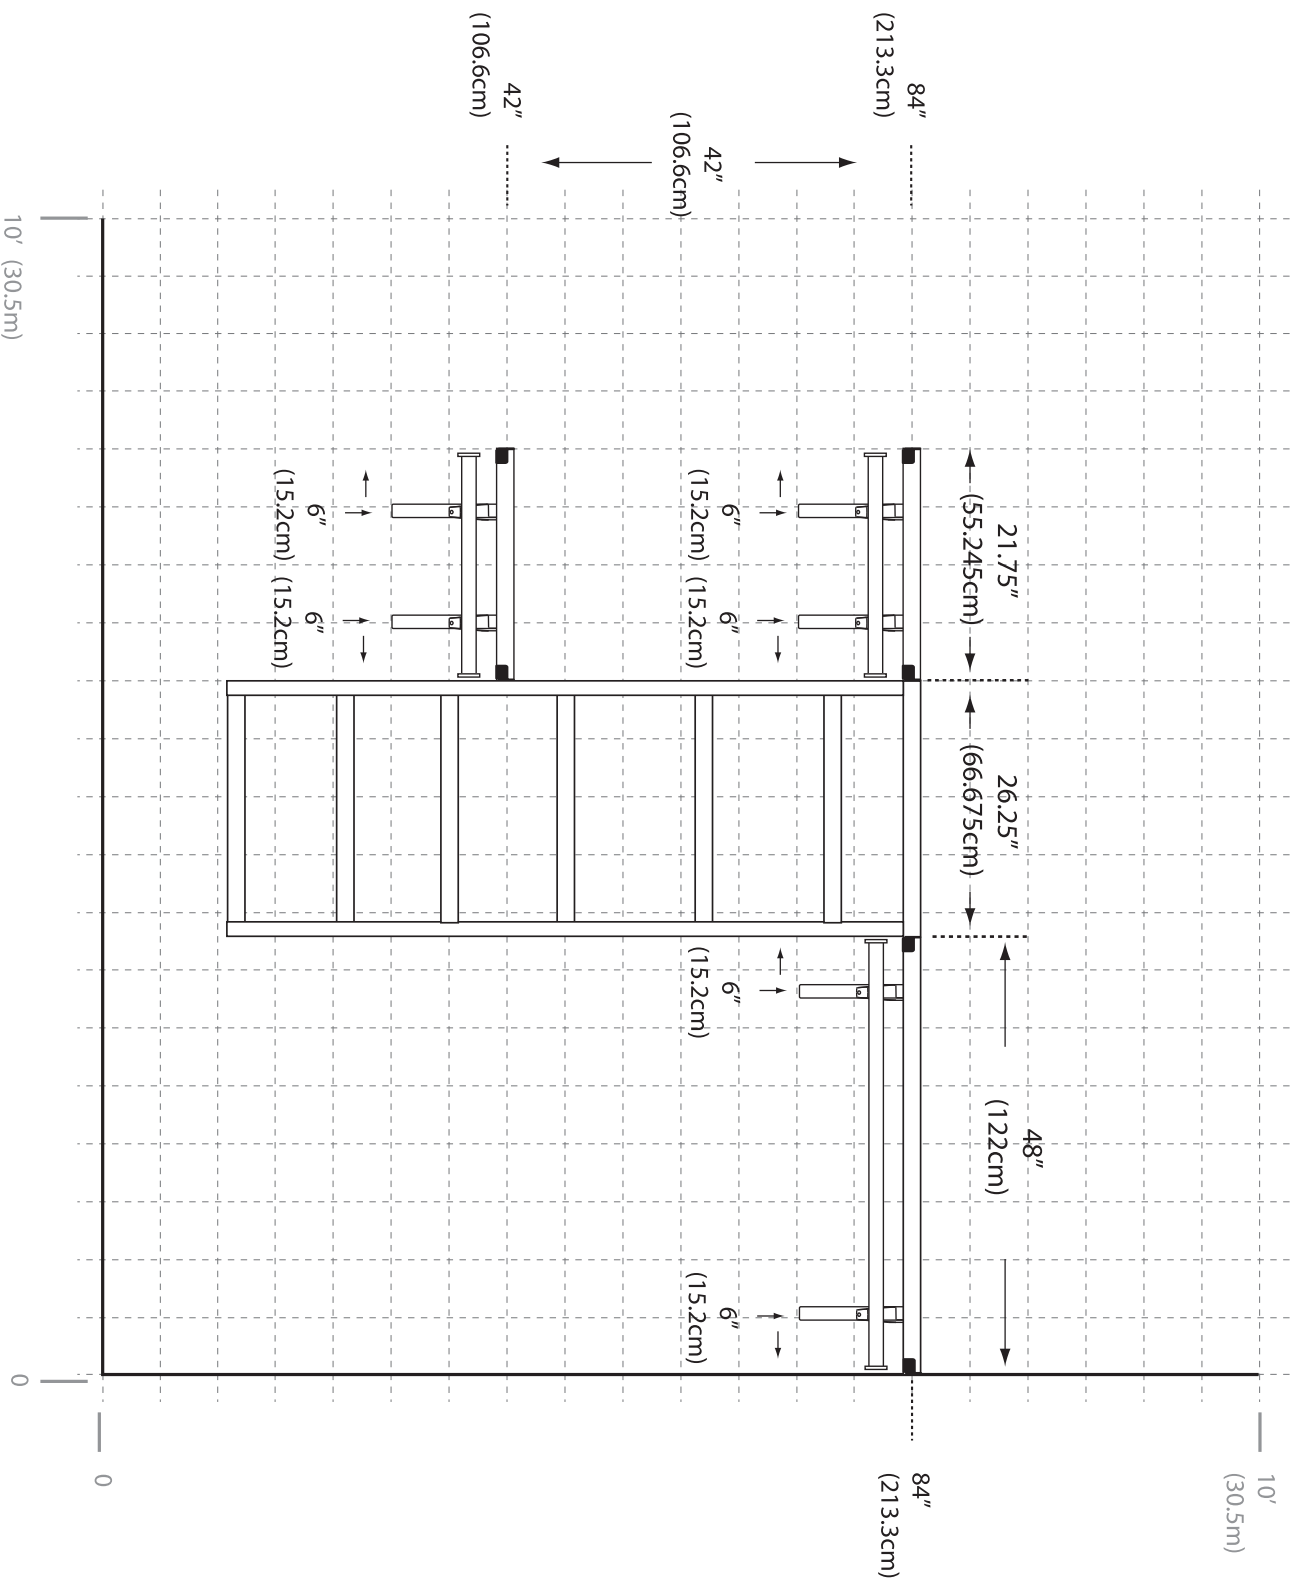 10′
(30.5m)
21.75″
(55.245cm)
26.25″
(66.675cm)
48″
(122cm)
84″
(213.3cm)
84″
(213.3cm)
42″
(106.6cm)
6″
(15.2cm)
6″
(15.2cm)
6″
(15.2cm)
6″
(15.2cm)
42″
(106.6cm)
6″
(15.2cm)
6″
(15.2cm)
0
10′ (30.5m)
0